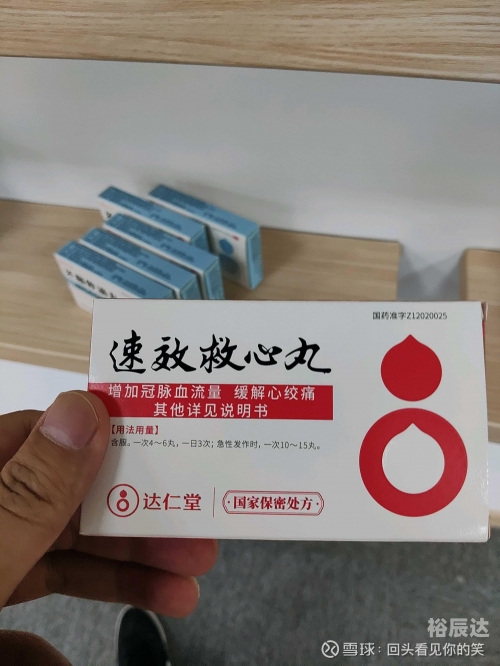 国药准字Z12020025
速效救心丸
增加冠脉血流量 缓解心绞痛
其他详见说明书
【用法用量】
含服。一次4~6丸,一日3次;急性发作时,一次10~15丸。
达仁堂
国家保密处方
裕辰达
雪球:回头看见你的笑